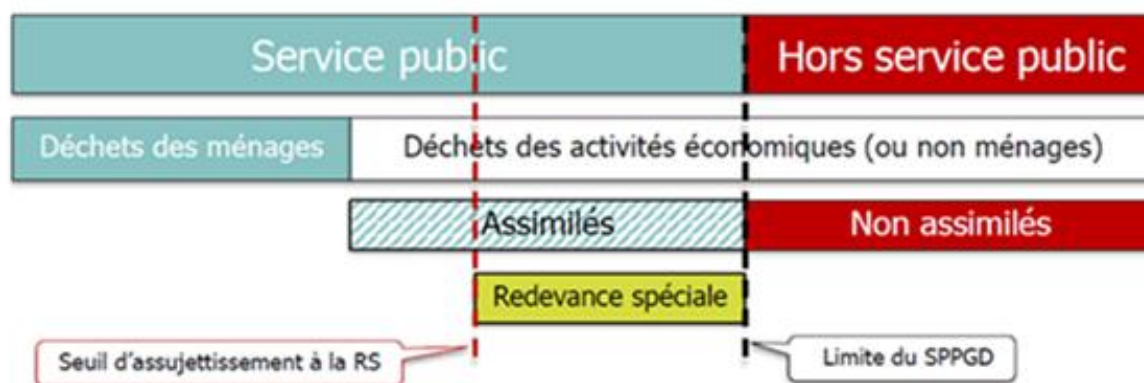 Service public
Hors service public
Déchets des ménages
Déchets des activités économiques (ou non ménages)
Assimilés
Non assimilés
Redevance spéciale
Seuil d'assujettissement à la RS
Limite du SPPGD